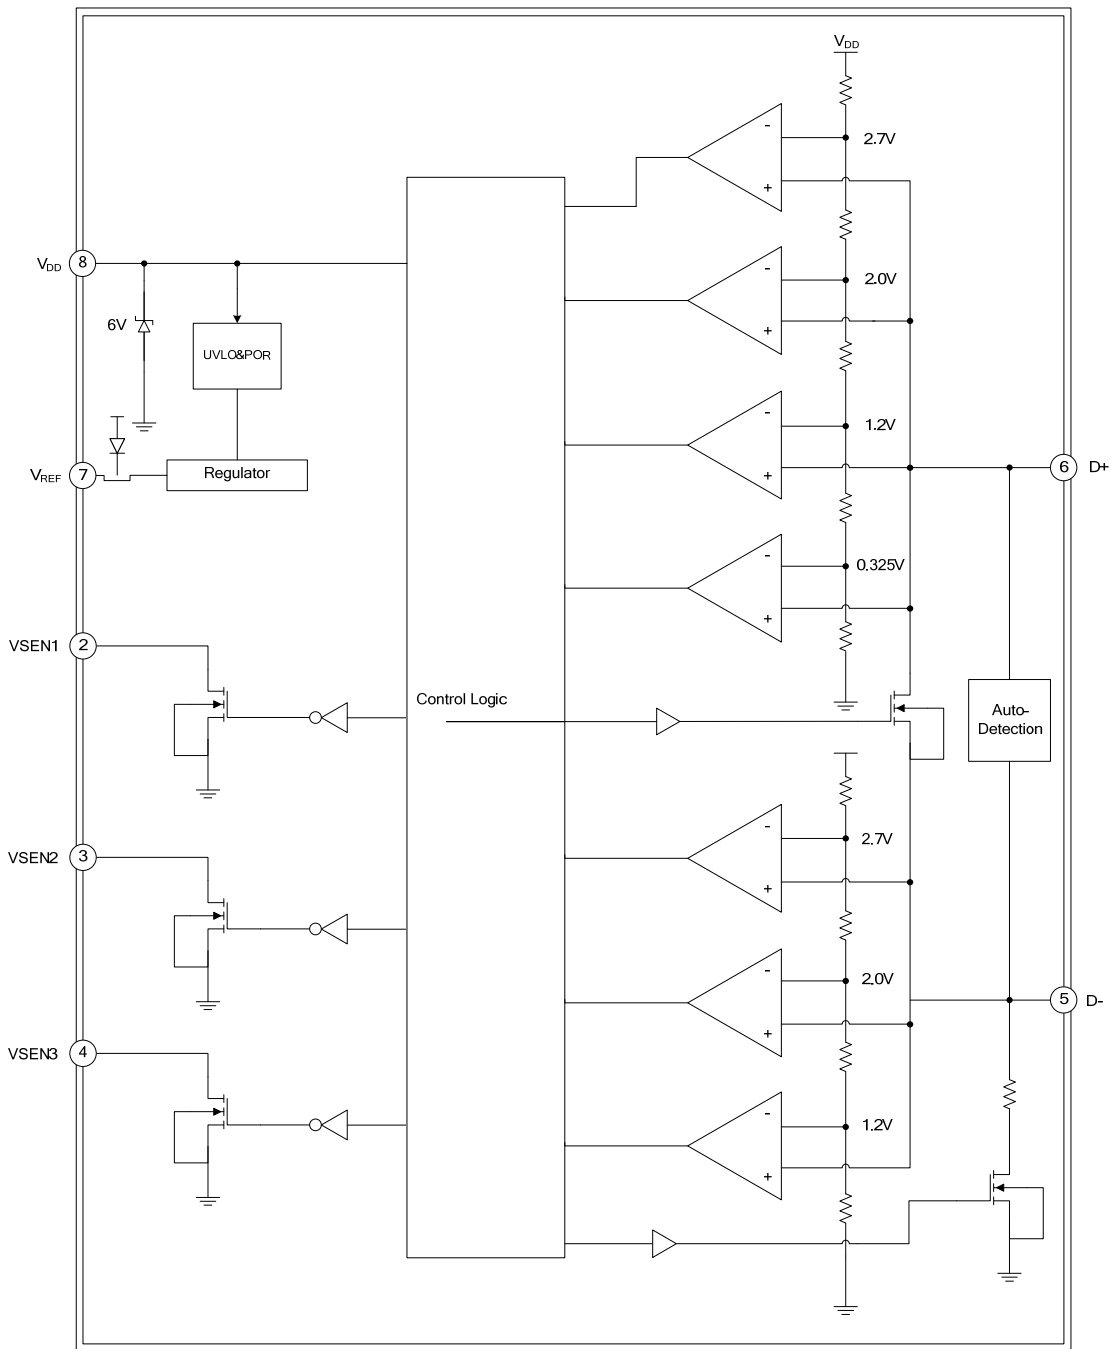 VDD
-
2.7V
+
-
2.0V
+
VDD
8
6V
UVLO&POR
-
1.2V
+
VREF
7
Regulator
6
D+
-
0.325V
+
VSEN1
2
Control Logic
Auto-
Detection
-
2.7V
+
VSEN2
3
-
2.0V
+
5
D-
VSEN3
4
-
1.2V
+